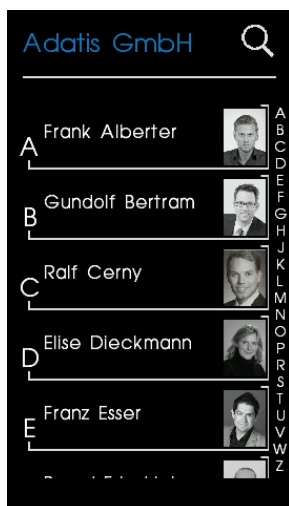 Adatis GmbH
A
Frank Alberter
B
Gundolf Bertram
C
Ralf Cerny
D
Elise Dieckmann
E
Franz Esser
A
B
C
D
E
F
G
H
J
K
L
M
N
O
P
R
S
T
U
V
W
Z